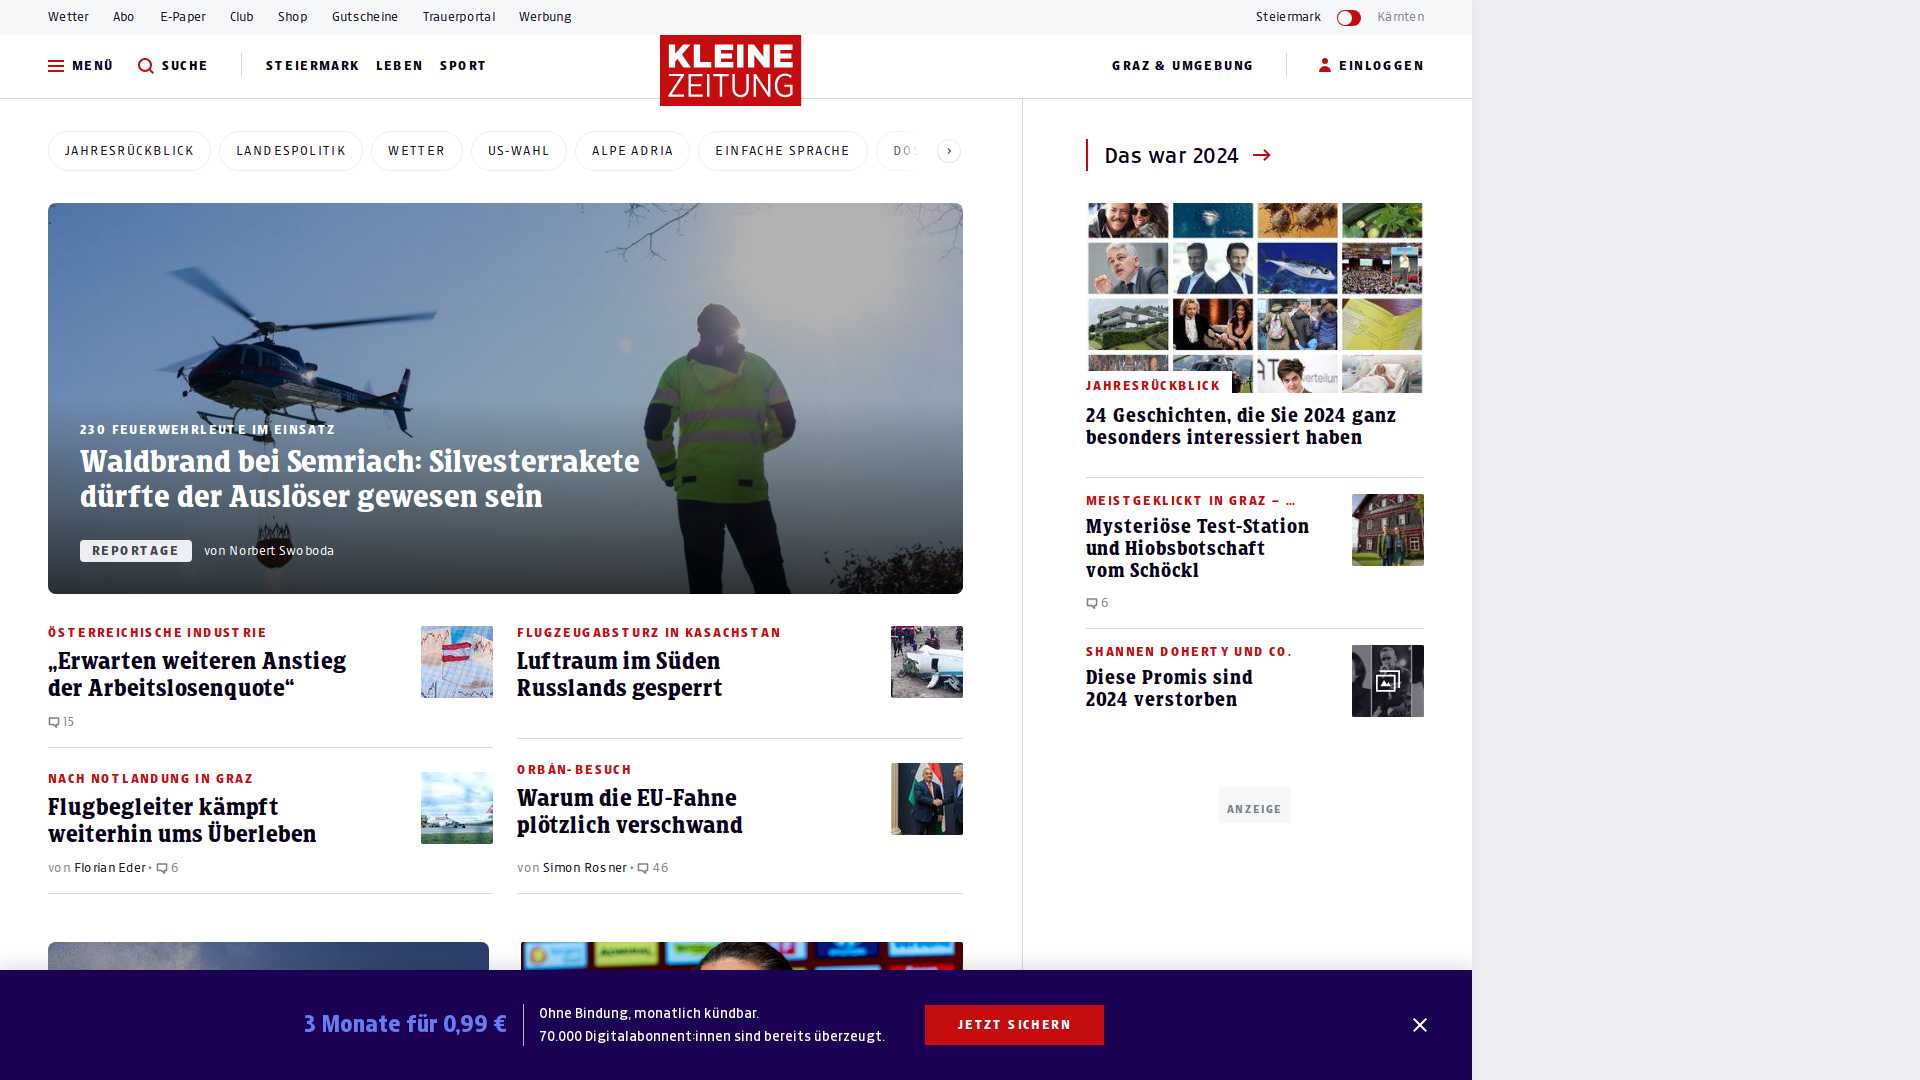 Wetter Abo E-Paper Club Shop Gutscheine Trauerportal Werbung
Steiermark Kärnten
MENÜ SUCHE STEIERMARK LEBEN SPORT
KLEINE
ZEITUNG
GRAZ & UMGEBUNG EINLOGGEN
JAHRESRÜCKBLICK LANDESPOLITIK WETTER US-WAHL ALPE ADRIA EINFACHE SPRACHE
230 FEUERWEHRLEUTE IM EINSATZ
Waldbrand bei Semriach: Silvesterrakete
dürfte der Auslöser gewesen sein
REPORTAGE von Norbert Swoboda
ÖSTERREICHISCHE INDUSTRIE
„Erwarten weiteren Anstieg
der Arbeitslosenquote“
15
FLUGZEUGABSTURZ IN KASACHSTAN
Luftraum im Süden
Russlands gesperrt
NACH NOTLANDUNG IN GRAZ
Flugbegleiter kämpft
weiterhin ums Überleben
von Florian Eder • 6
ORBÁN-BESUCH
Warum die EU-Fahne
plötzlich verschwand
von Simon Rosner • 46
Das war 2024
JAHRESRÜCKBLICK
24 Geschichten, die Sie 2024 ganz
besonders interessiert haben
MEISTGEKLICKT IN GRAZ – …
Mysteriöse Test-Station
und Hiobsbotschaft
vom Schöckl
6
SHANNEN DOHERTY UND CO.
Diese Promis sind
2024 verstorben
ANZEIGE
3 Monate für 0,99 €
Ohne Bindung, monatlich kündbar.
70.000 Digitalabonnent:innen sind bereits überzeugt.
JETZT SICHERN